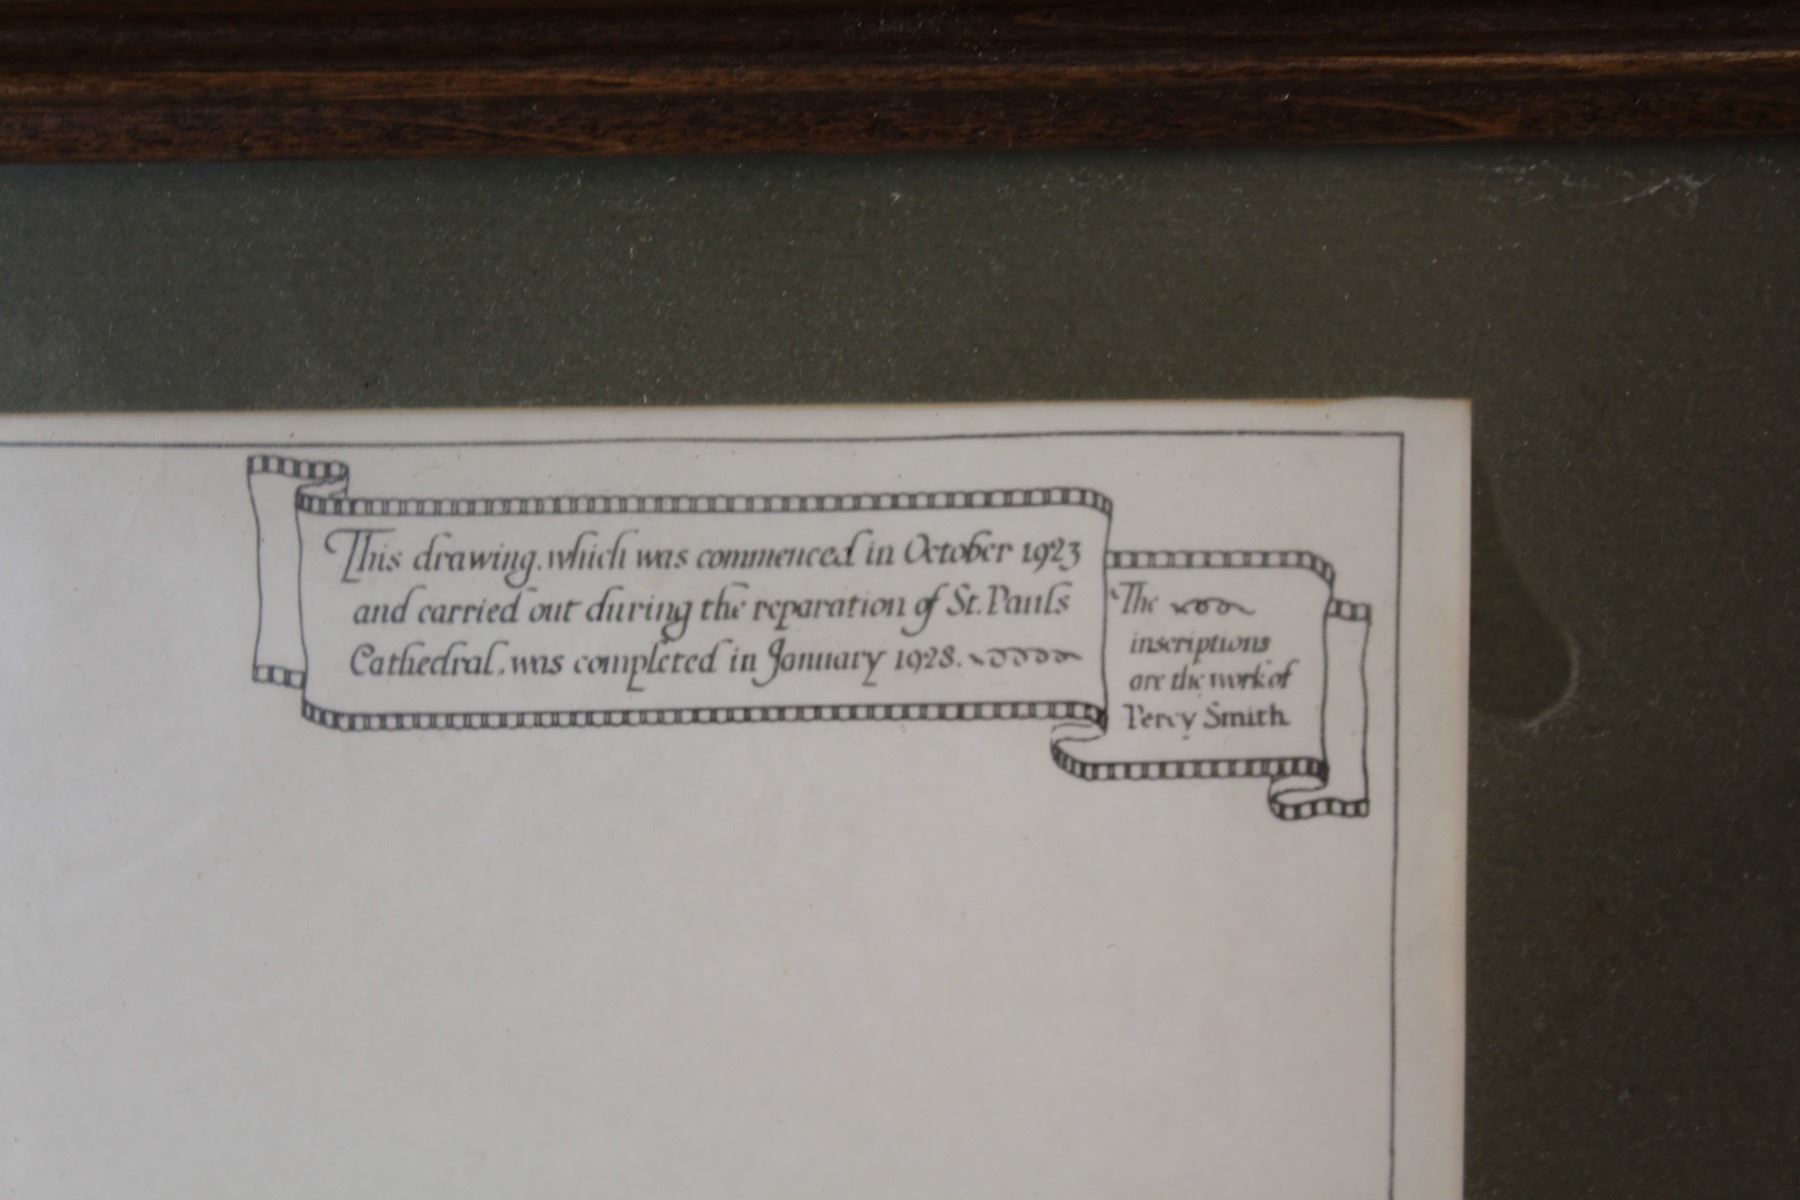 This drawing, which was commenced in October 1923
and carried out during the reparation of St. Paul's
Cathedral, was completed in January 1928.
The
inscriptions
are the work of
Percy Smith